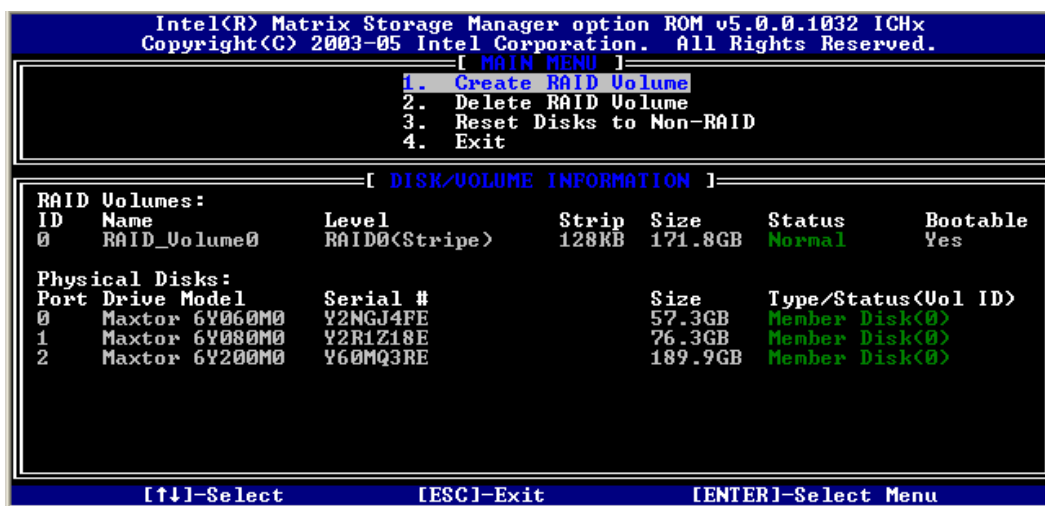 Intel(R) Matrix Storage Manager option ROM v5.0.0.1032 ICHx
Copyright(C) 2003-05 Intel Corporation. All Rights Reserved.
[ MAIN MENU ]
1. Create RAID Volume
2. Delete RAID Volume
3. Reset Disks to Non-RAID
4. Exit
[ DISK/VOLUME INFORMATION ]
RAID Volumes:
ID Name Level Strip Size Status Bootable
0 RAID_Volume0 RAID0(Stripe) 128KB 171.8GB Normal Yes
Physical Disks:
Port Drive Model Serial # Size Type/Status(Vol ID)
0 Maxtor 6Y060M0 Y2NGJ4FE 57.3GB Member Disk(0)
1 Maxtor 6Y080M0 Y2R1Z18E 76.3GB Member Disk(0)
2 Maxtor 6Y200M0 Y60MQ3RE 189.9GB Member Disk(0)
[↑↓]-Select [ESC]-Exit [ENTER]-Select Menu